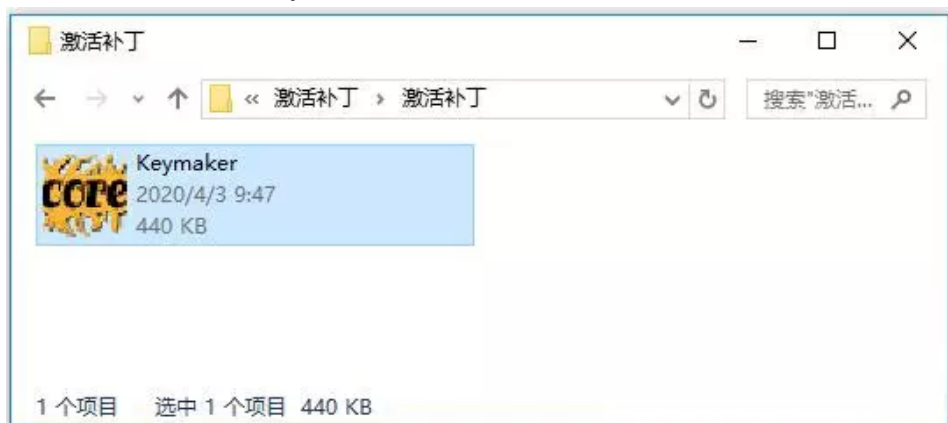 激活补丁
« 激活补丁 › 激活补丁
搜索"激活...
Keymaker
CORE
2020/4/3 9:47
440 KB
1 个项目 选中 1 个项目 440 KB